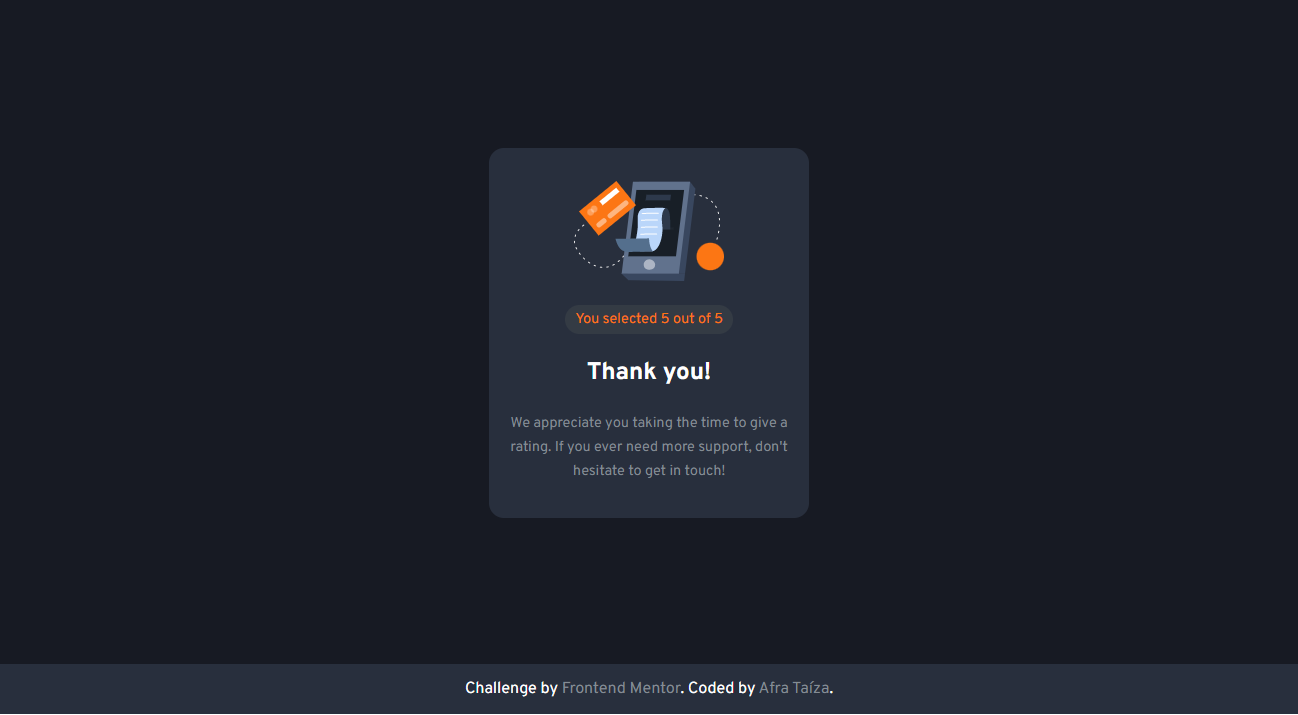 You selected 5 out of 5
Thank you!
We appreciate you taking the time to give a
rating. If you ever need more support, don't
hesitate to get in touch!
Challenge by Frontend Mentor. Coded by Afra Taíza.